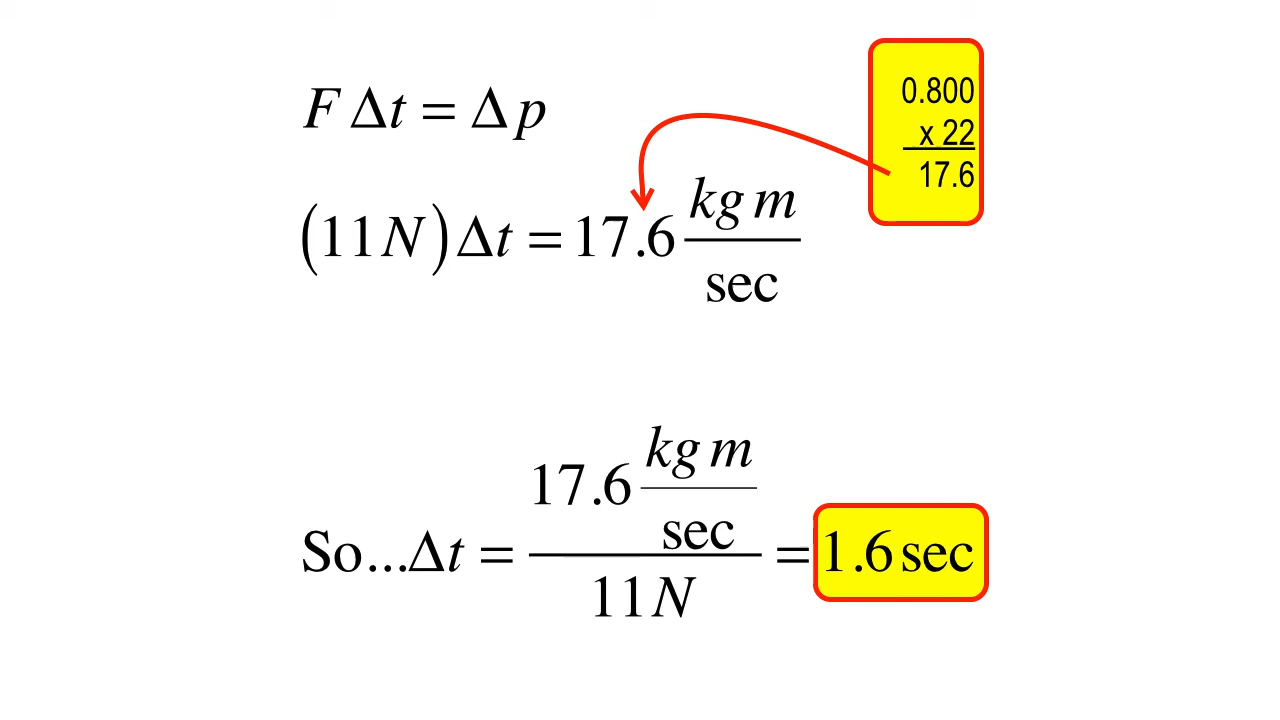 F Δt = Δp
0.800
x 22
17.6
(11N)Δt = 17.6 kg m
sec
17.6 kg m
sec
So...Δt = = 1.6 sec
11N